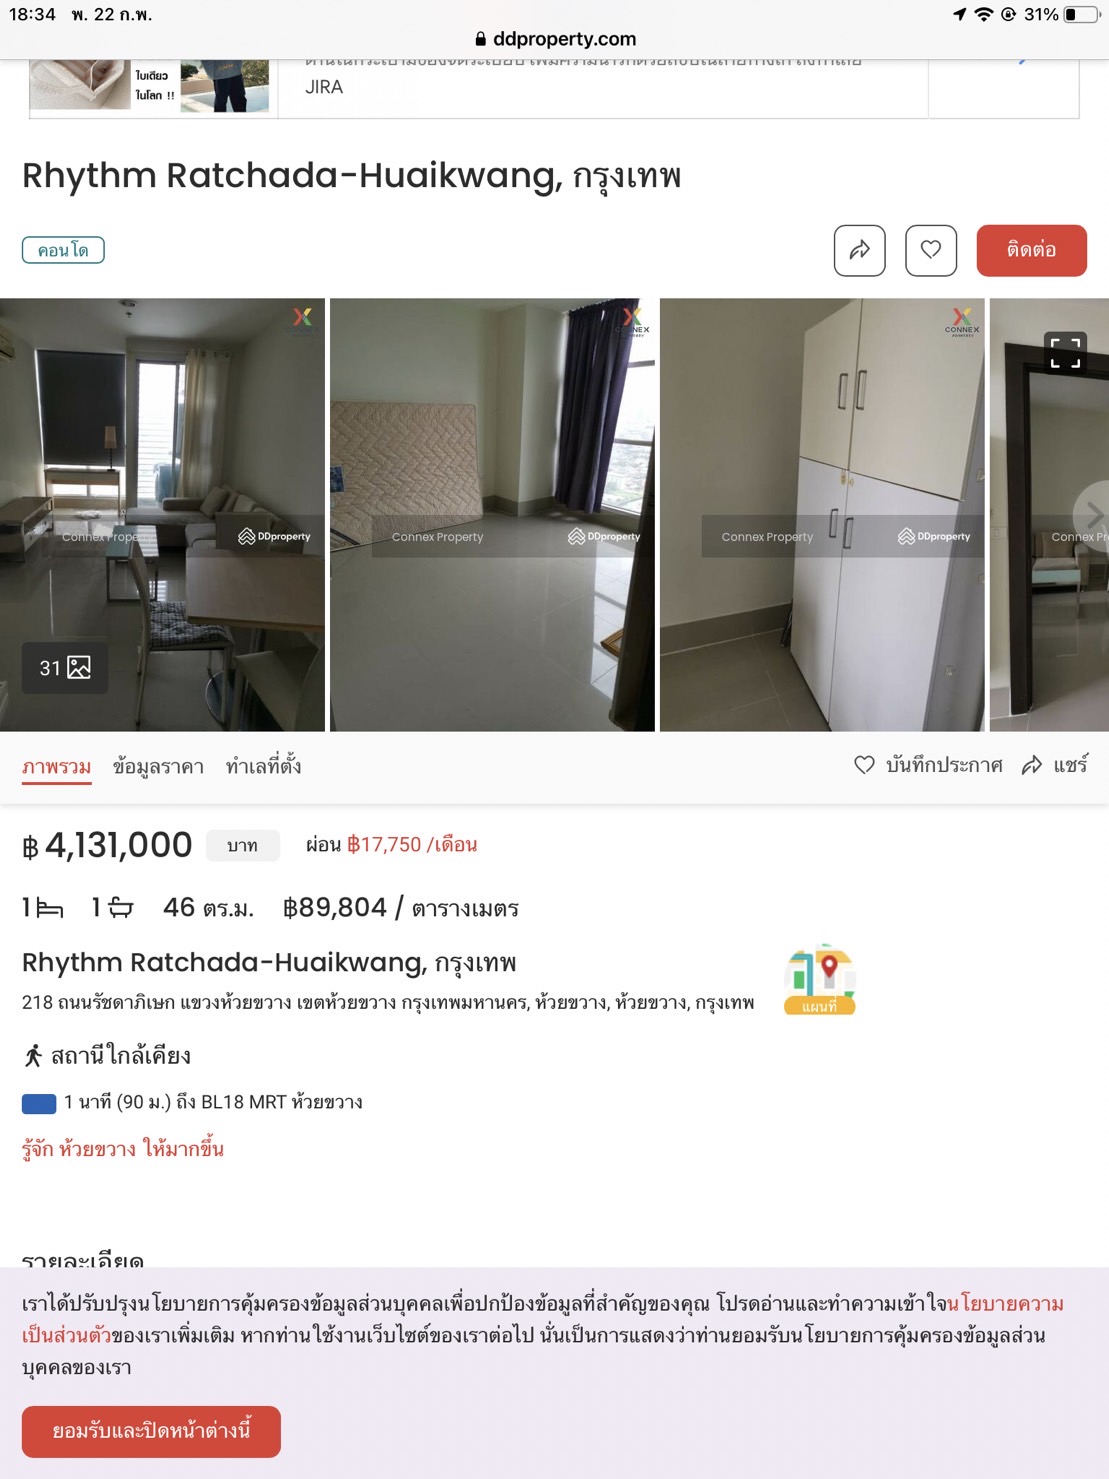 18:34 พ. 22 ก.พ. 31%
ddproperty.com
ใบเดียว
ในโลก !!
JIRA
Rhythm Ratchada-Huaikwang, กรุงเทพ
คอนโด
ติดต่อ
CONNEX
PROPERTY
CONNEX
PROPERTY
Connex Property DDproperty
Connex Property DDproperty
Connex Property DDproperty
Connex Pr
31
ภาพรวม ข้อมูลราคา ทำเลที่ตั้ง บันทึกประกาศ แชร์
฿ 4,131,000 บาท ผ่อน ฿17,750 /เดือน
1 1 46 ตร.ม. ฿89,804 / ตารางเมตร
Rhythm Ratchada-Huaikwang, กรุงเทพ
218 ถนนรัชดาภิเษก แขวงห้วยขวาง เขตห้วยขวาง กรุงเทพมหานคร, ห้วยขวาง, ห้วยขวาง, กรุงเทพ
แผนที่
สถานีใกล้เคียง
1 นาที (90 ม.) ถึง BL18 MRT ห้วยขวาง
รู้จัก ห้วยขวาง ให้มากขึ้น
รายละเอียด
เราได้ปรับปรุงนโยบายการคุ้มครองข้อมูลส่วนบุคคลเพื่อปกป้องข้อมูลที่สำคัญของคุณ โปรดอ่านและทำความเข้าใจนโยบายความ
เป็นส่วนตัวของเราเพิ่มเติม หากท่านใช้งานเว็บไซต์ของเราต่อไป นั่นเป็นการแสดงว่าท่านยอมรับนโยบายการคุ้มครองข้อมูลส่วน
บุคคลของเรา
ยอมรับและปิดหน้าต่างนี้